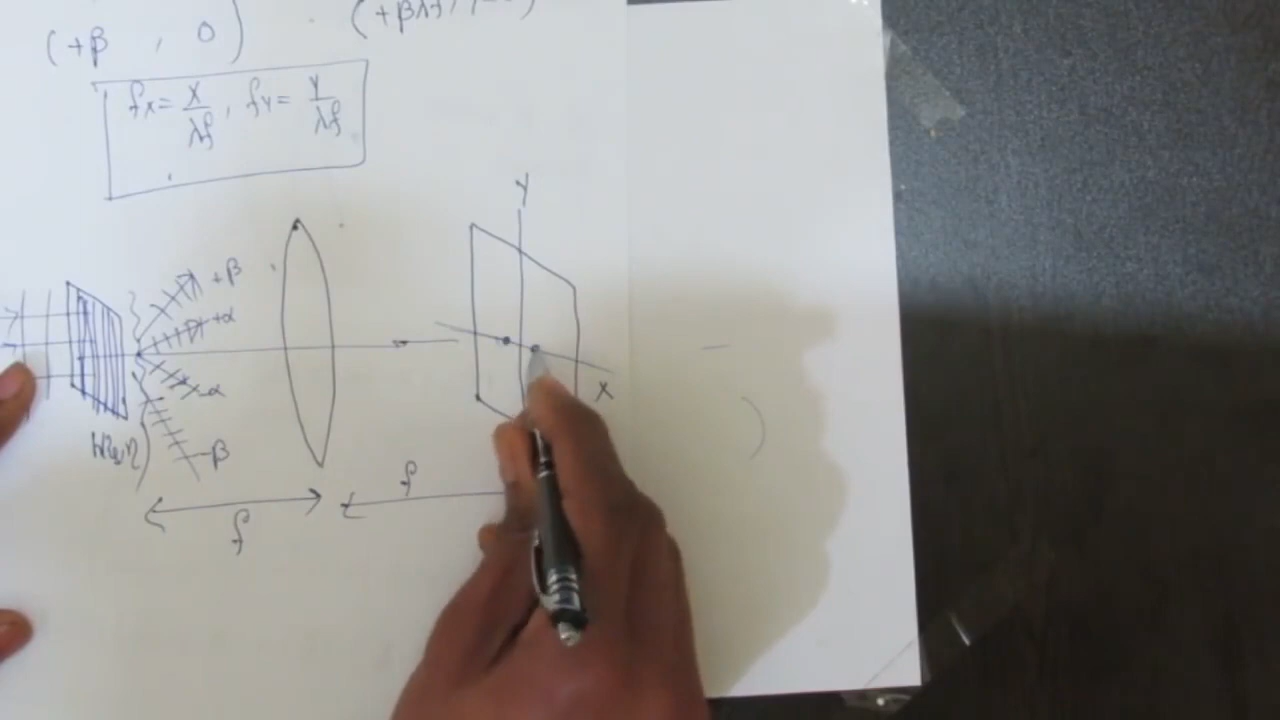 (+β , 0)
fx = x/λf , fy = y/λf
y
+β
+α
-α
x
-β
f
f